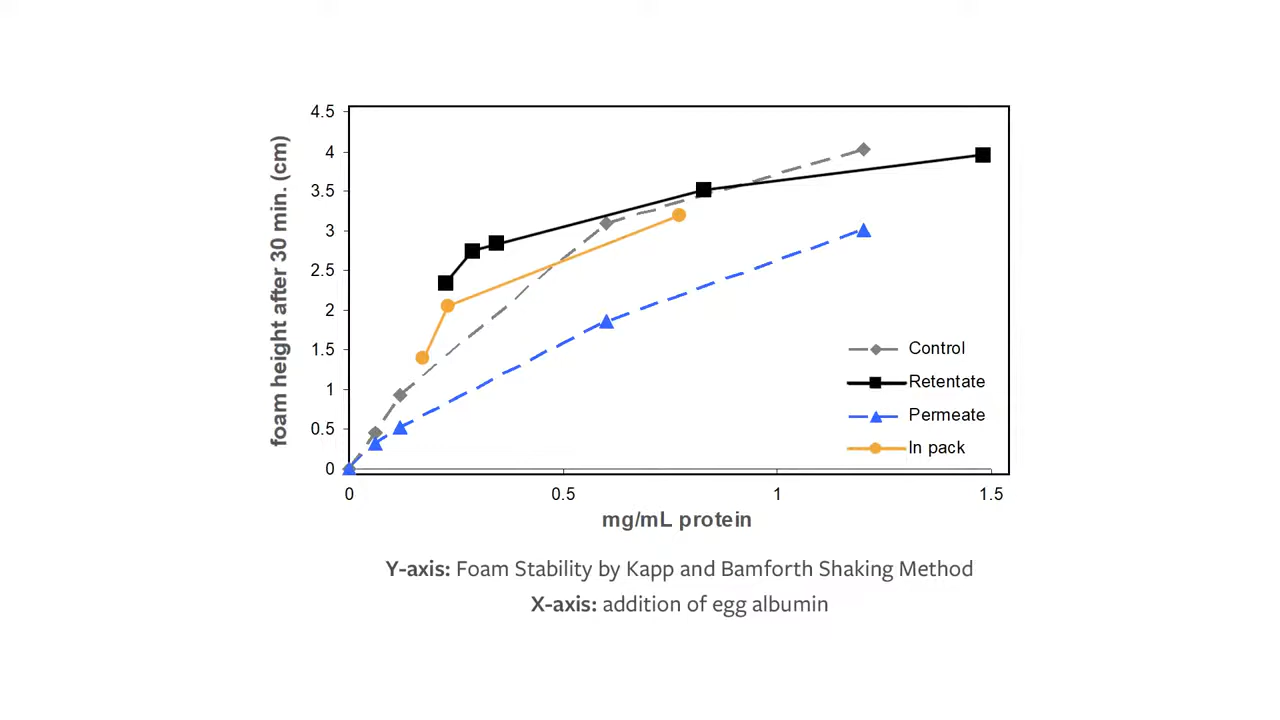 4.5
4
3.5
3
2.5
2
1.5
1
0.5
0
foam height after 30 min. (cm)
Control
Retentate
Permeate
In pack
0 0.5 1 1.5
mg/mL protein
Y-axis: Foam Stability by Kapp and Bamforth Shaking Method
X-axis: addition of egg albumin